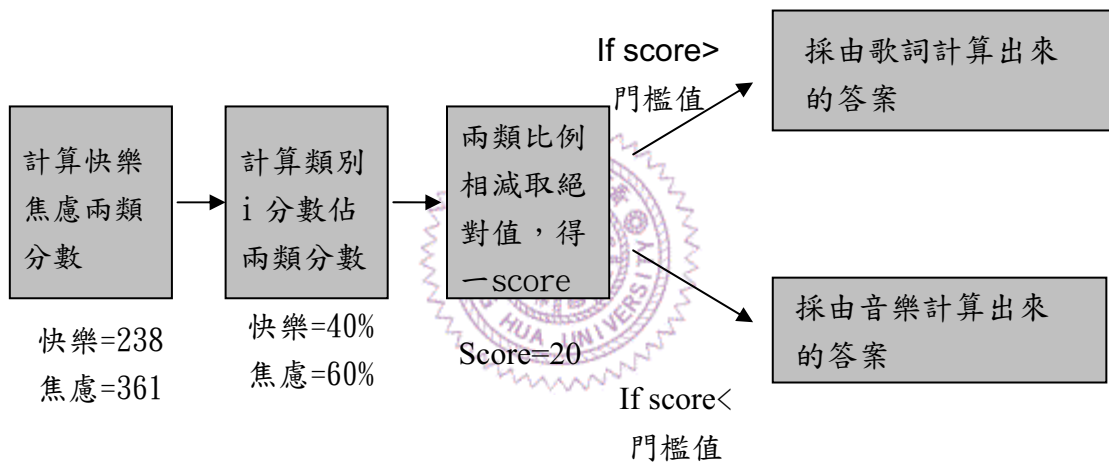 計算快樂
焦慮兩類
分數
快樂=238
焦慮=361
計算類別
i 分數佔
兩類分數
快樂=40%
焦慮=60%
兩類比例
相減取絕
對值，得
一score
Score=20
If score>
門檻值
採由歌詞計算出來
的答案
If score<
門檻值
採由音樂計算出來
的答案
HUA UNIVERSITY